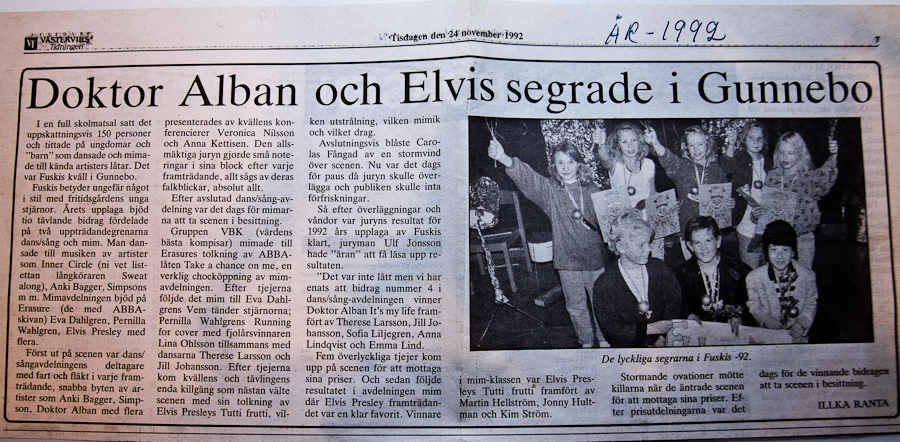 VÄSTERVIKS
Tidningen
Tisdagen den 24 november 1992
ÅR - 1992
7
Doktor Alban och Elvis segrade i Gunnebo
I en full skolmatsal satt det
uppskattningsvis 150 personer
och tittade på ungdomar och
"barn" som dansade och mima-
de till kända artisters låtar. Det
var Fuskis kväll i Gunnebo.
Fuskis betyder ungefär något
i stil med fritidsgårdens unga
stjärnor. Årets upplaga bjöd
tio tävlande bidrag fördelade
på två uppträdandegrenarna
dans/sång och mim. Man dan-
sade till musiken av artister
som Inner Circle (ni vet list-
ettan långköraren Sweat
along), Anki Bagger, Simpsons
m m. Mimavdelningen bjöd på
Erasure (de med ABBA-
skivan) Eva Dahlgren, Pernilla
Wahlgren, Elvis Presley med
flera.
Först ut på scenen var dans/
sångavdelningens deltagare
med fart och fläkt i varje fram-
trädande, snabba byten av ar-
tister som Anki Bagger, Simp-
son, Doktor Alban med flera
presenterades av kvällens kon-
ferencierer Veronica Nilsson
och Anna Kettisen. Den alls-
mäktiga juryn gjorde små note-
ringar i sina block efter varje
framträdande, allt sågs av deras
falkblickar, absolut allt.
Efter avslutad dans/sång-av-
delning var det dags för mimar-
na att ta scenen i besittning.
Gruppen VBK (världens
bästa kompisar) mimade till
Erasures tolkning av ABBA-
låten Take a chance on me, en
verklig chocköppning av mim-
avdelningen. Efter tjejerna
följde det mim till Eva Dahl-
grens Vem tänder stjärnorna;
Pernilla Wahlgrens Running
for cover med fjolårsvinnaren
Lina Ohlsson tillsammans med
dansarna Therese Larsson och
Jill Johansson. Efter tjejerna
kom kvällens och tävlingens
enda killgäng som nästan välte
scenen med sin tolkning av
Elvis Presleys Tutti frutti, vil-
ken utstrålning, vilken mimik
och vilket drag.
Avslutningsvis blåste Caro-
las Fångad av en stormvind
över scenen. Nu var det dags
för paus då juryn skulle över-
lägga och publiken skulle inta
förfriskningar.
Så efter överläggningar och
våndor var juryns resultat för
1992 års upplaga av Fuskis
klart, juryman Ulf Jonsson
hade "äran" att få läsa upp re-
sultaten.
"Det var inte lätt men vi har
enats att bidrag nummer 4 i
dans/sång-avdelningen vinner
Doktor Alban It's my life fram-
fört av Therese Larsson, Jill Jo-
hansson, Sofia Liljegren, Anna
Lindqvist och Emma Lind.
Fem överlyckliga tjejer kom
upp på scenen för att mottaga
sina priser. Och sedan följde
resultatet i avdelningen mim
där Elvis Presley framträdan-
det var en klar favorit. Vinnare
De lyckliga segrarna i Fuskis -92.
i mim-klassen var Elvis Pres-
leys Tutti frutti framfört av
Martin Hellström, Jonny Hult-
man och Kim Ström.
Stormande ovationer mötte
killarna när de äntrade scenen
för att mottaga sina priser. Ef-
ter prisutdelningarna var det
dags för de vinnande bidragen
att ta scenen i besittning.
ILLKA RANTA